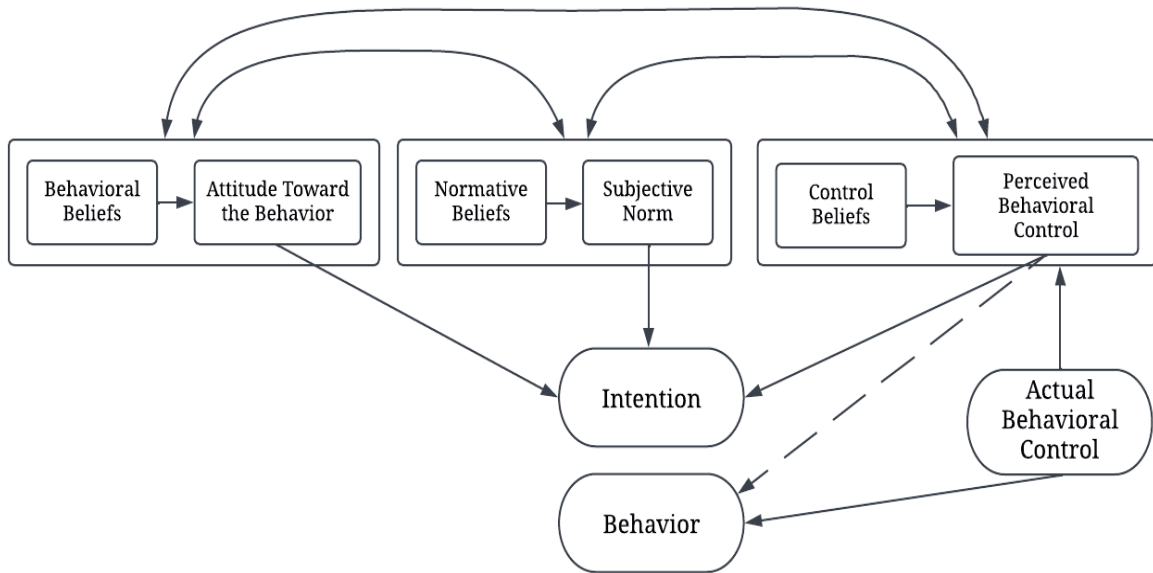 Behavioral
Beliefs
Attitude Toward
the Behavior
Normative
Beliefs
Subjective
Norm
Control
Beliefs
Perceived
Behavioral
Control
Intention
Actual
Behavioral
Control
Behavior